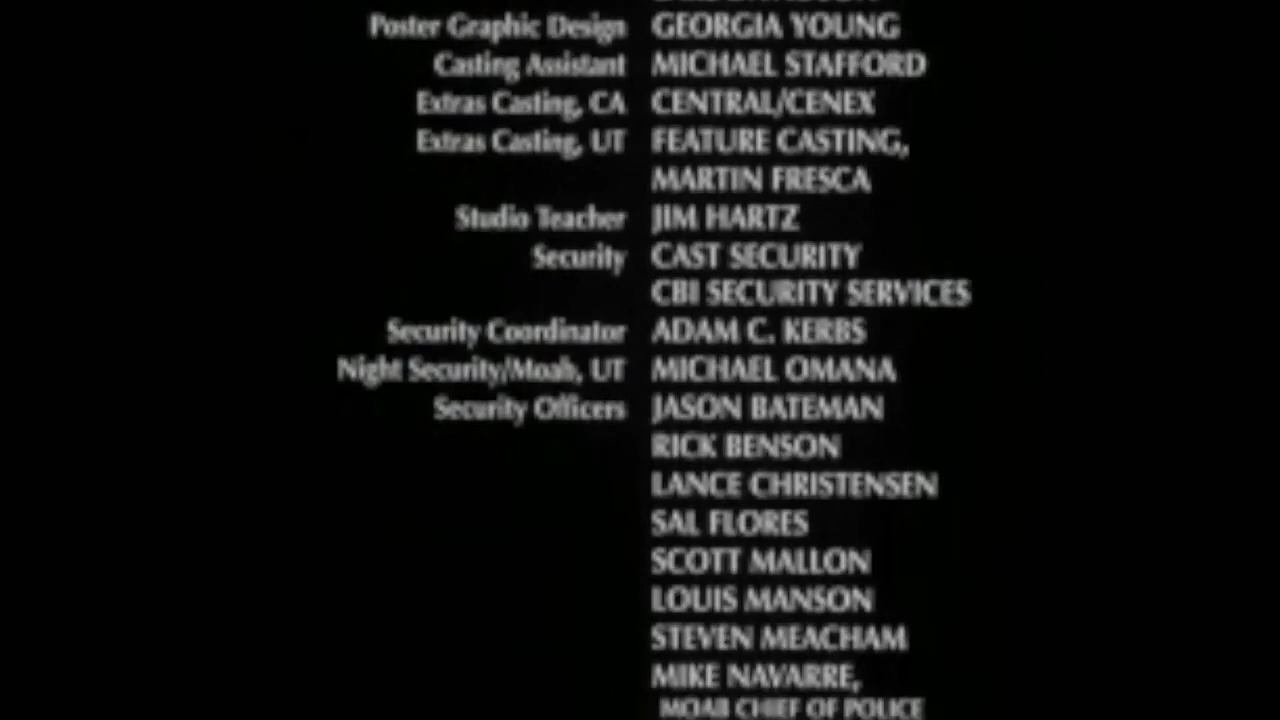 Poster Graphic Design GEORGIA YOUNG
Casting Assistant MICHAEL STAFFORD
Extras Casting, CA CENTRAL/CENEX
Extras Casting, UT FEATURE CASTING,
MARTIN FRESCA
Studio Teacher JIM HARTZ
Security CAST SECURITY
CBI SECURITY SERVICES
Security Coordinator ADAM C. KERBS
Night Security/Moab, UT MICHAEL OMANA
Security Officers JASON BATEMAN
RICK BENSON
LANCE CHRISTENSEN
SAL FLORES
SCOTT MALLON
LOUIS MANSON
STEVEN MEACHAM
MIKE NAVARRE,
MOAB CHIEF OF POLICE